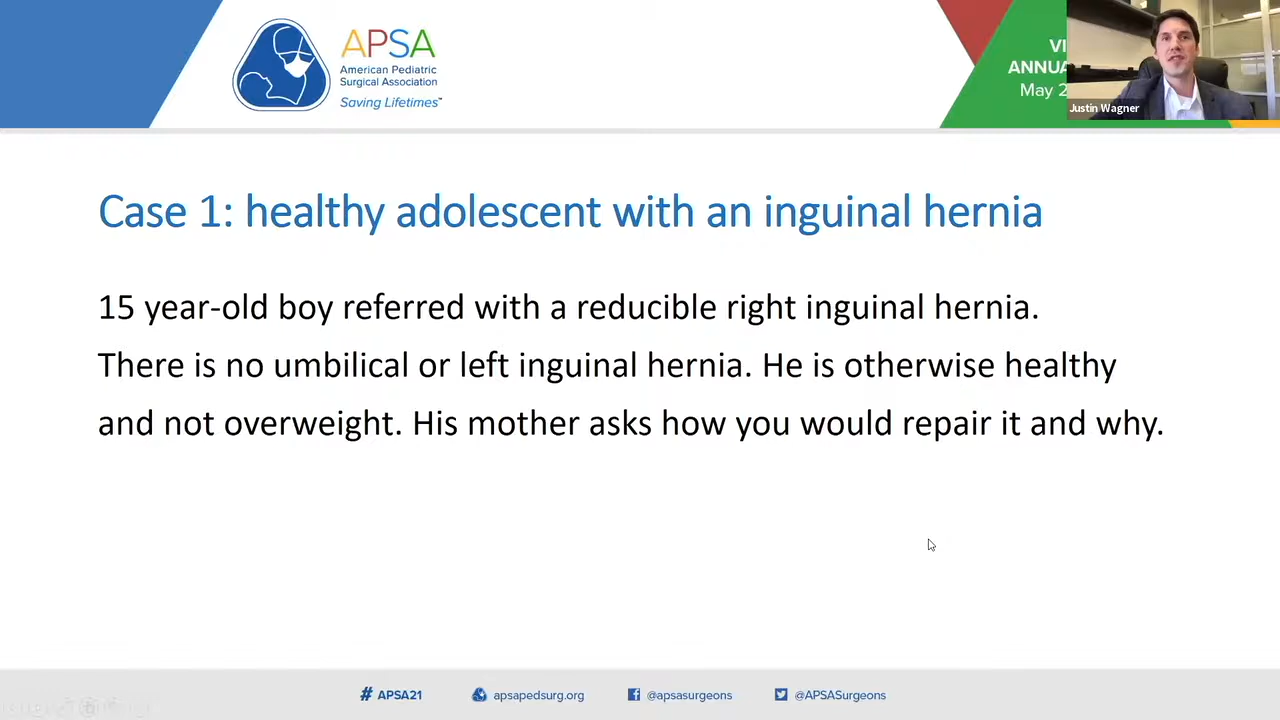 APSA
American Pediatric
Surgical Association
Saving Lifetimes™
VI
ANNUA
May 2
Justin Wagner
Case 1: healthy adolescent with an inguinal hernia
15 year-old boy referred with a reducible right inguinal hernia.
There is no umbilical or left inguinal hernia. He is otherwise healthy
and not overweight. His mother asks how you would repair it and why.
# APSA21
apsapedsurg.org
@apsasurgeons
@APSASurgeons